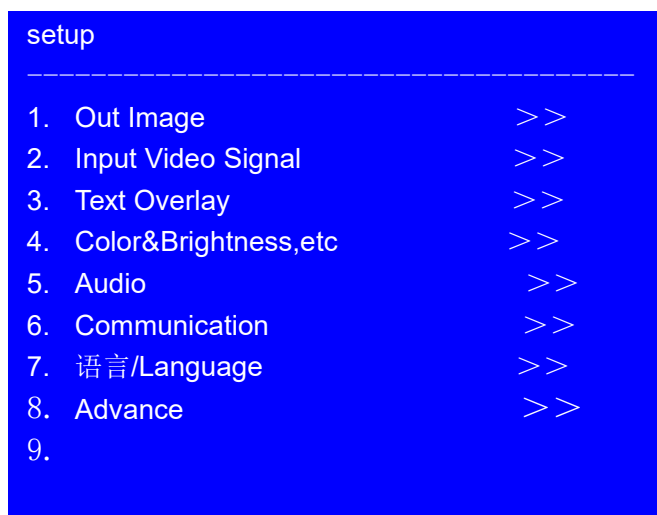 setup
--------------------------------------
1. Out Image >>
2. Input Video Signal >>
3. Text Overlay >>
4. Color&Brightness,etc >>
5. Audio >>
6. Communication >>
7. 语言/Language >>
8. Advance >>
9.